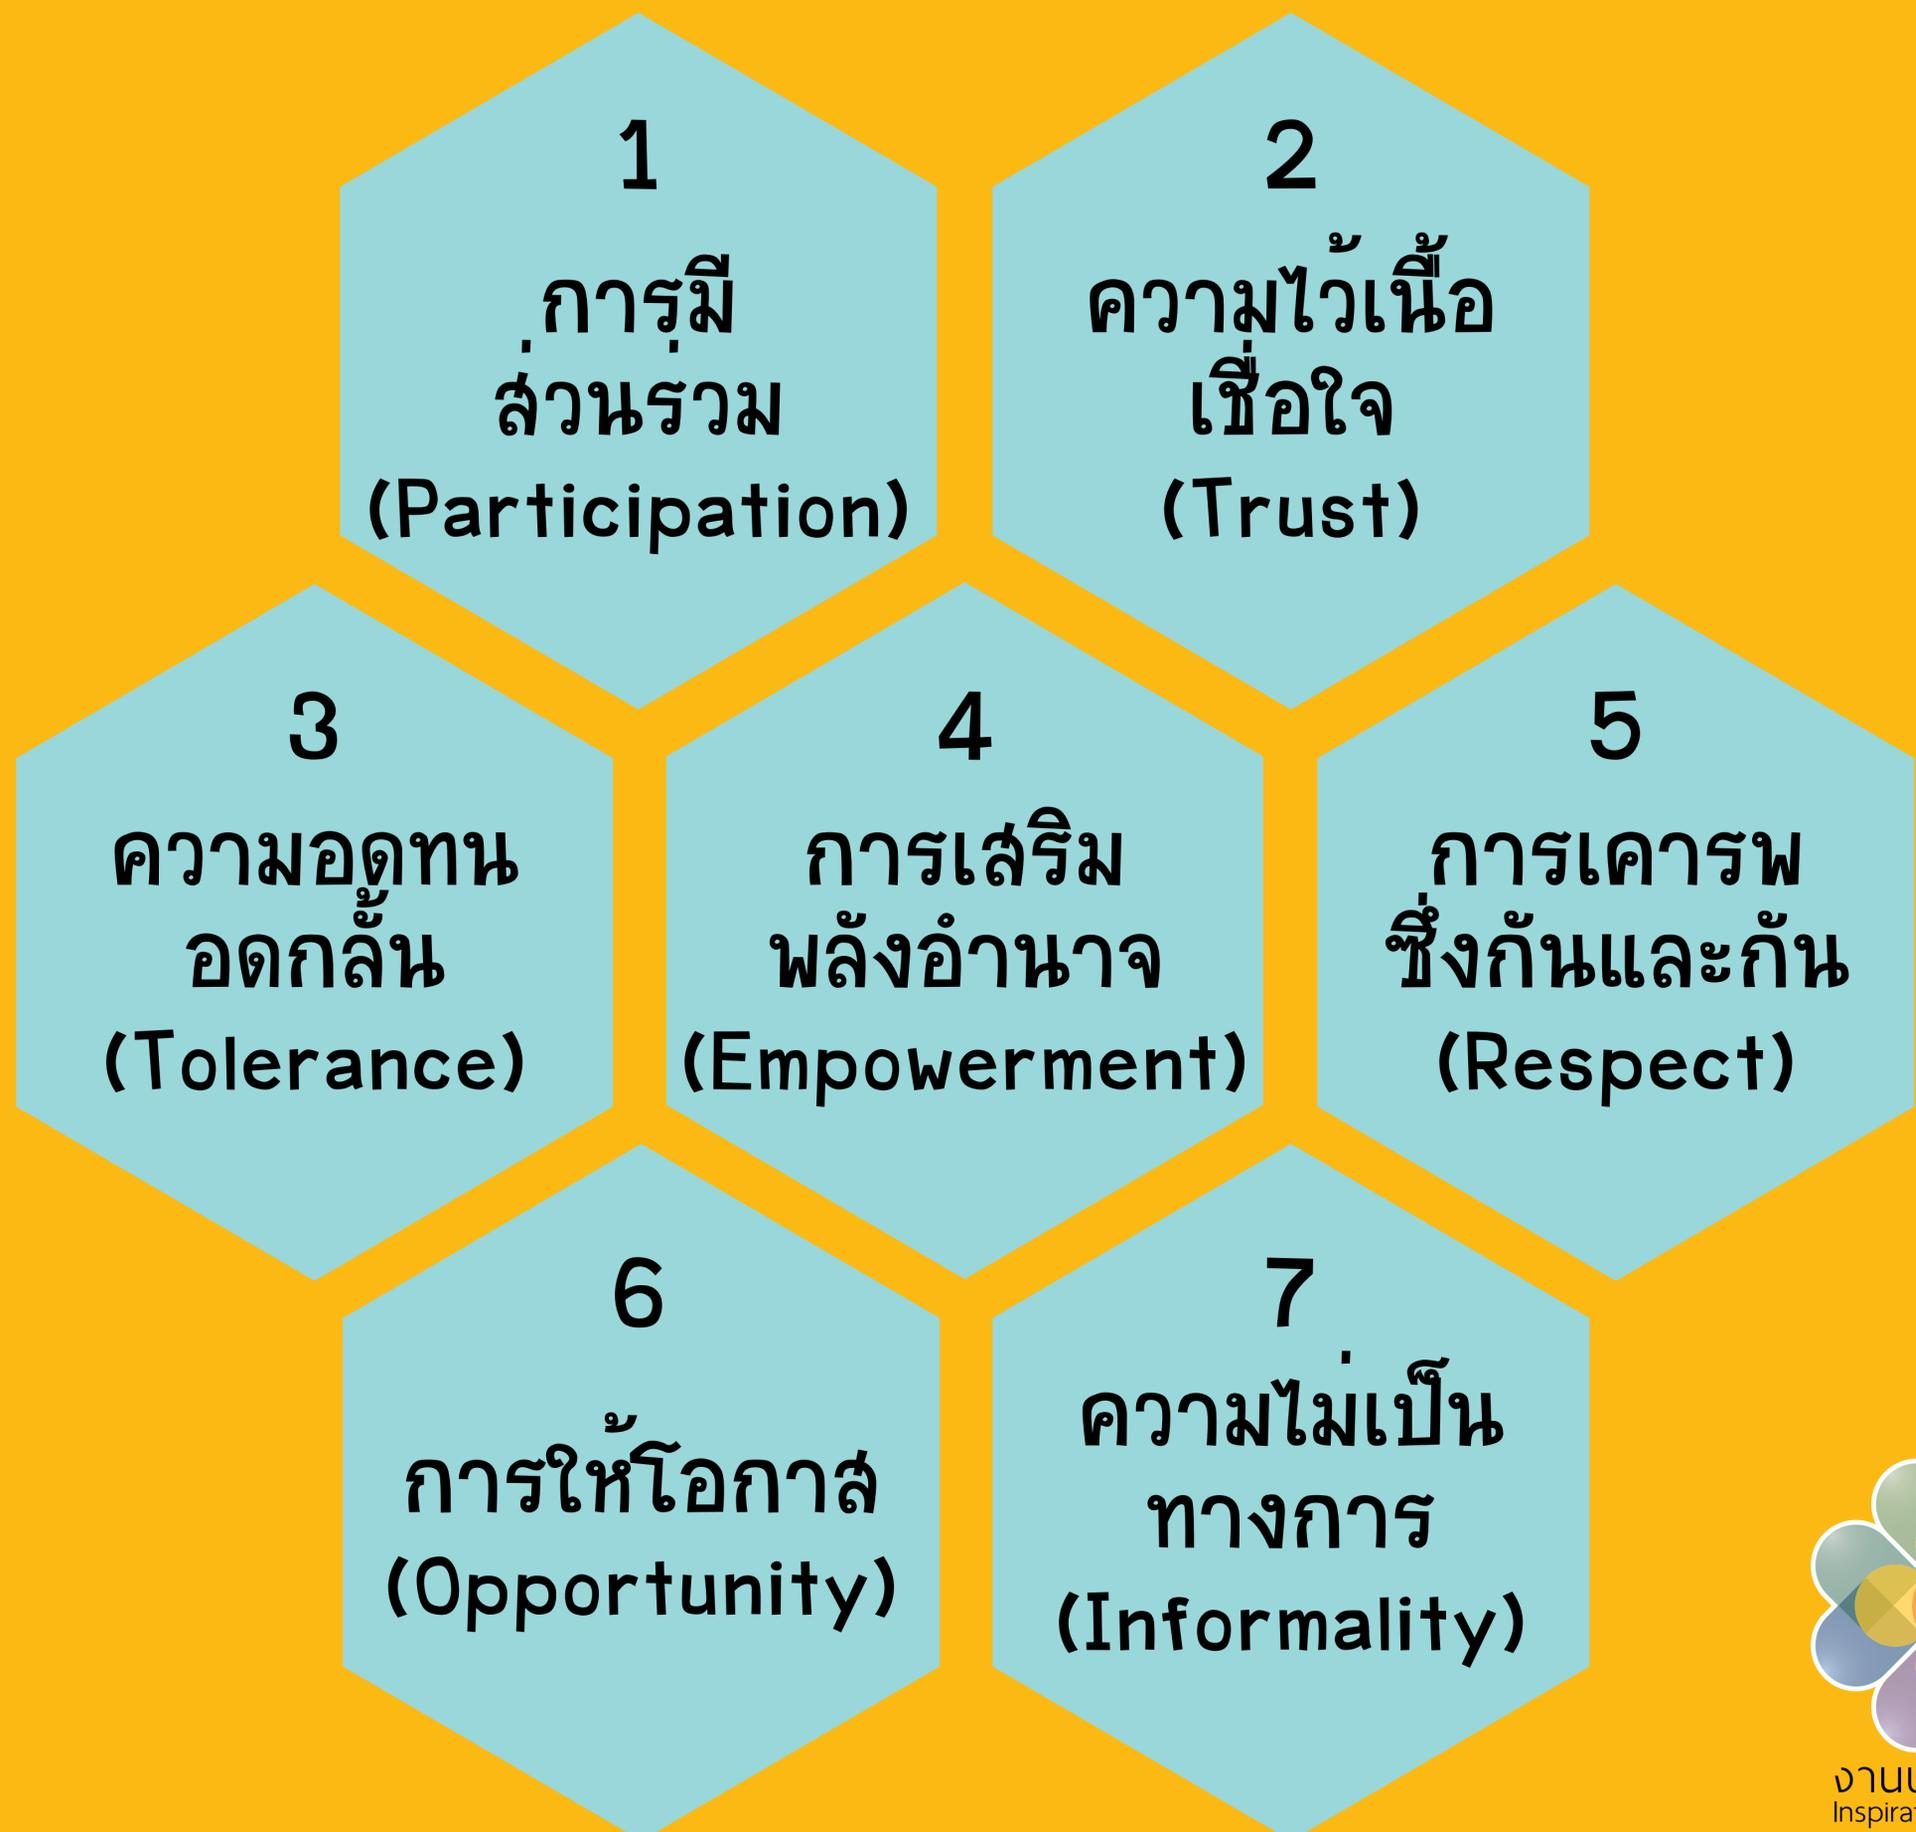 1
การมี
ส่วนร่วม
(Participation)
2
ความไว้เนื้อ
เชื่อใจ
(Trust)
3
ความอดทน
อดกลั้น
(Tolerance)
4
การเสริม
พลังอำนาจ
(Empowerment)
5
การเคารพ
ซึ่งกันและกัน
(Respect)
6
การให้โอกาส
(Opportunity)
7
ความไม่เป็น
ทางการ
(Informality)